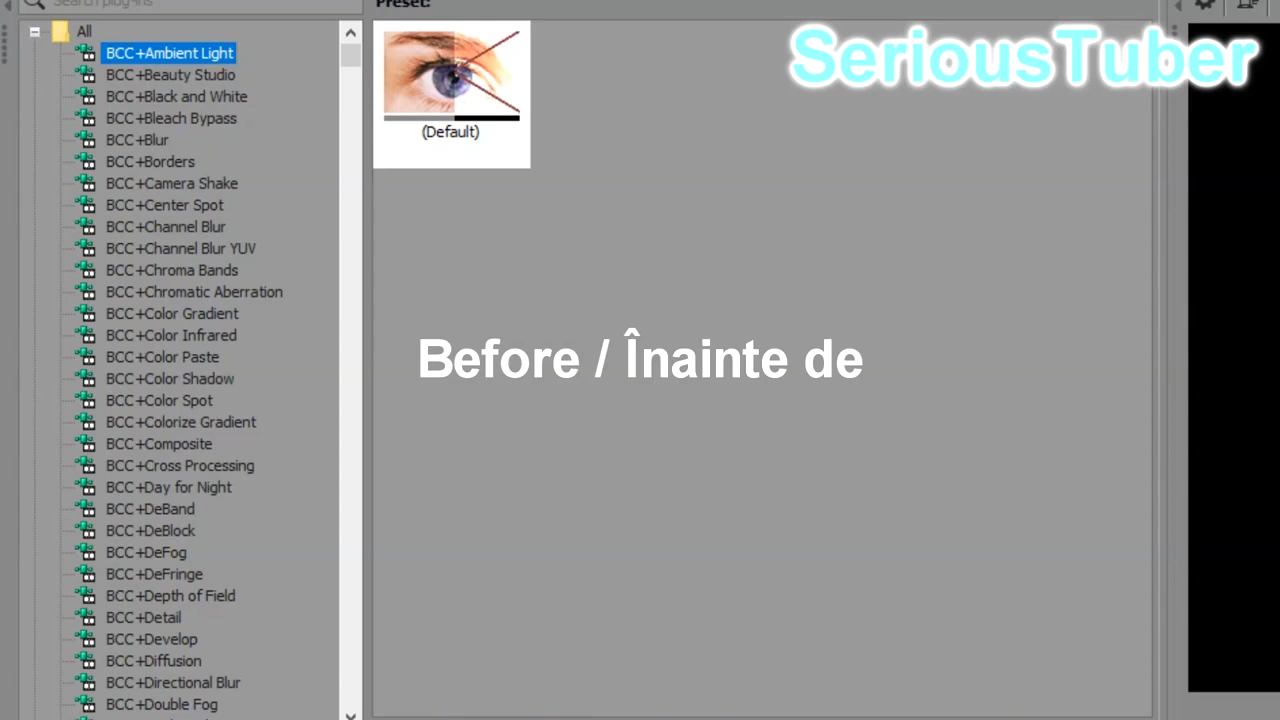 Search plug-ins
Preset:
SeriousTuber
All
BCC+Ambient Light
BCC+Beauty Studio
BCC+Black and White
BCC+Bleach Bypass
BCC+Blur
BCC+Borders
BCC+Camera Shake
BCC+Center Spot
BCC+Channel Blur
BCC+Channel Blur YUV
BCC+Chroma Bands
BCC+Chromatic Aberration
BCC+Color Gradient
BCC+Color Infrared
BCC+Color Paste
BCC+Color Shadow
BCC+Color Spot
BCC+Colorize Gradient
BCC+Composite
BCC+Cross Processing
BCC+Day for Night
BCC+DeBand
BCC+DeBlock
BCC+DeFog
BCC+DeFringe
BCC+Depth of Field
BCC+Detail
BCC+Develop
BCC+Diffusion
BCC+Directional Blur
BCC+Double Fog
(Default)
Before / Înainte de